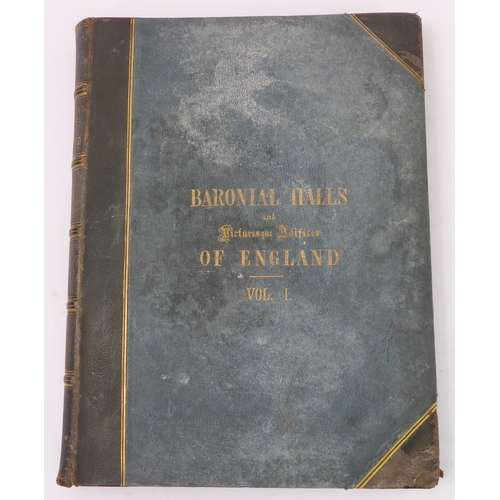 BARONIAL HALLS
and
Picturesque Edifices
OF ENGLAND
VOL. I.